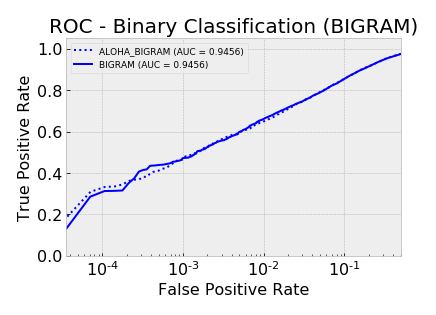 ROC - Binary Classification (BIGRAM)
ALOHA_BIGRAM (AUC = 0.9456)
BIGRAM (AUC = 0.9456)
True Positive Rate
1.0
0.8
0.6
0.4
0.2
0.0
10⁻⁴ 10⁻³ 10⁻² 10⁻¹
False Positive Rate